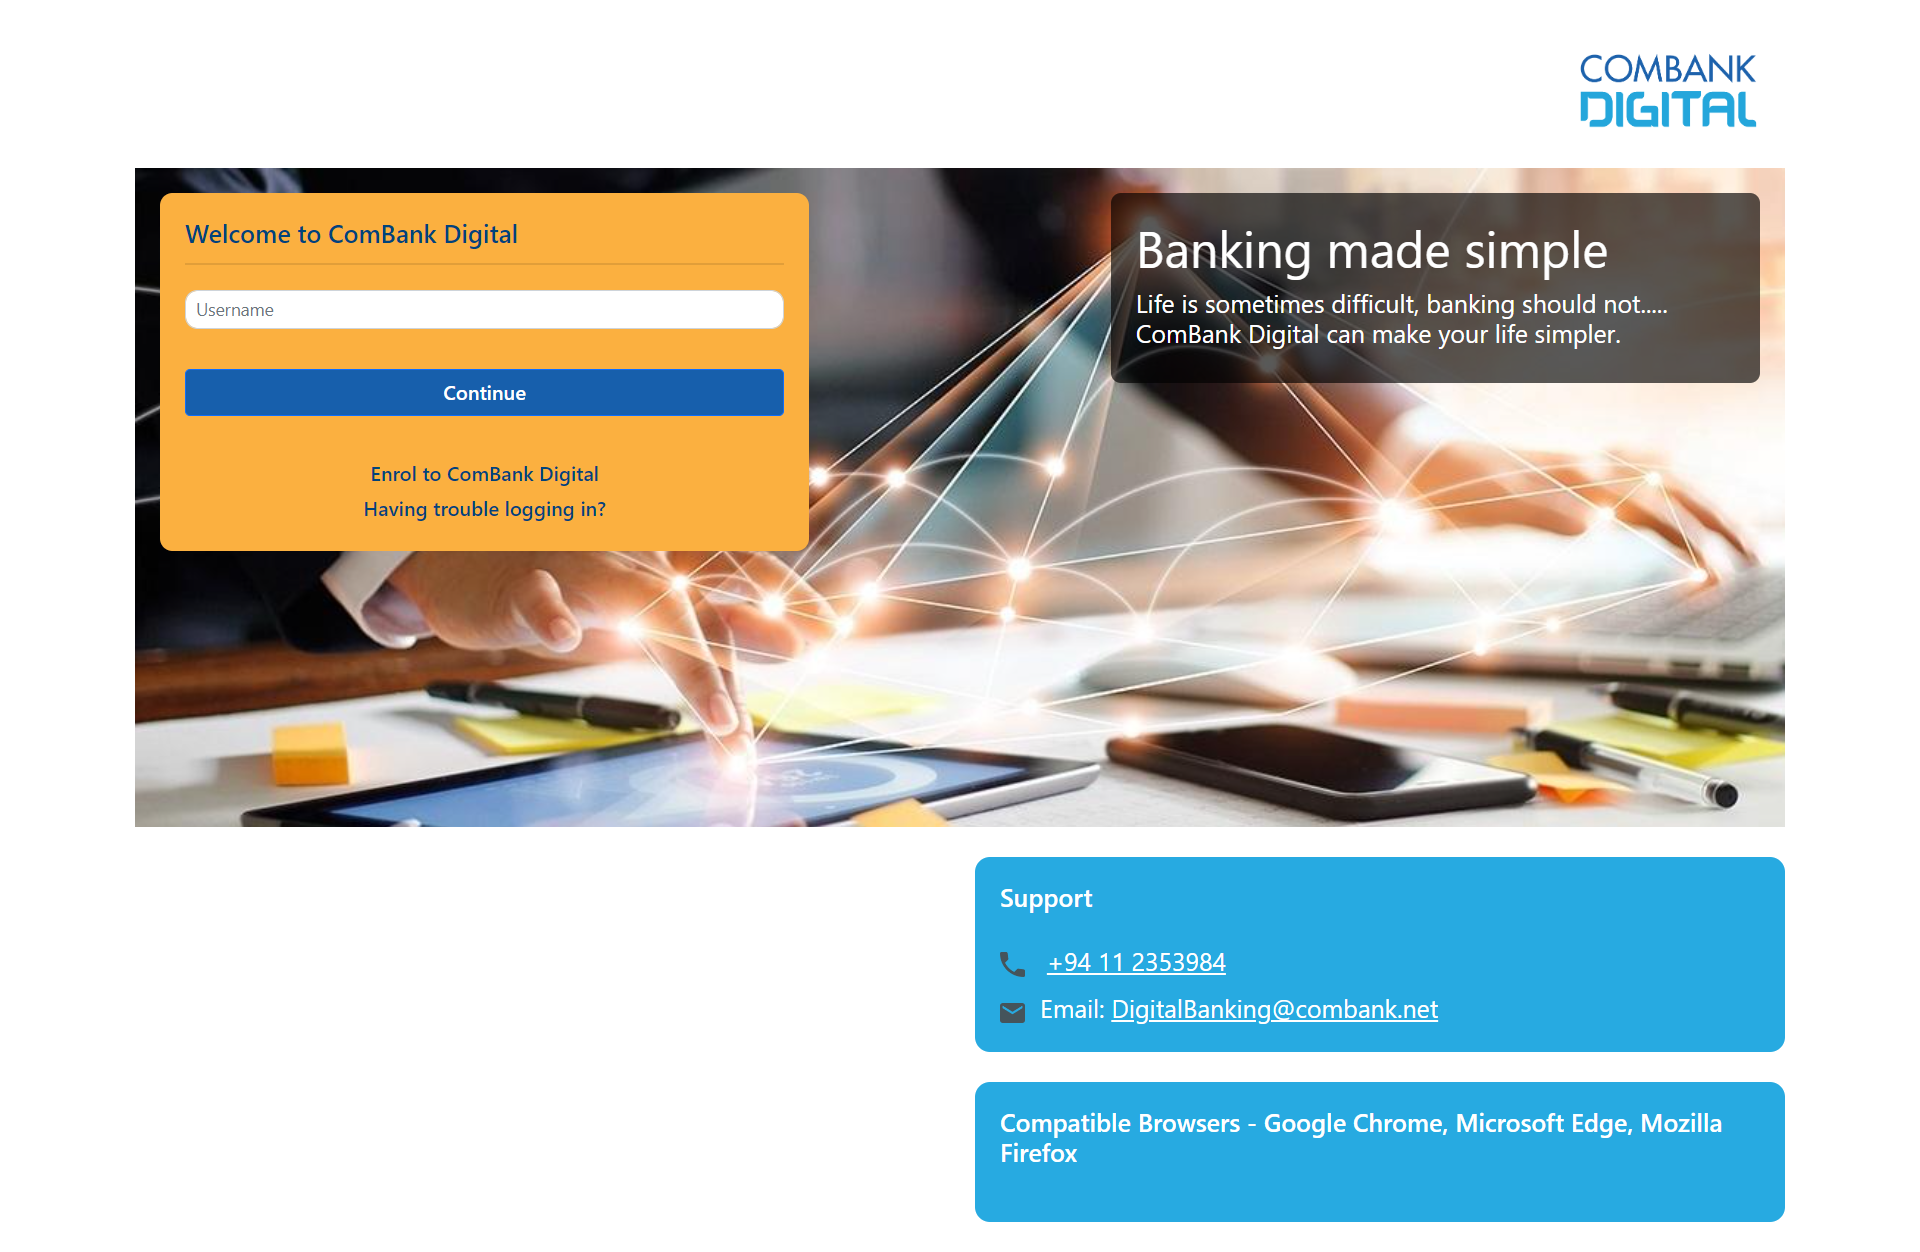 COMBANK
DIGITAL
Welcome to ComBank Digital
Username
Continue
Enrol to ComBank Digital
Having trouble logging in?
Banking made simple
Life is sometimes difficult, banking should not.....
ComBank Digital can make your life simpler.
Support
+94 11 2353984
Email: DigitalBanking@combank.net
Compatible Browsers - Google Chrome, Microsoft Edge, Mozilla
Firefox